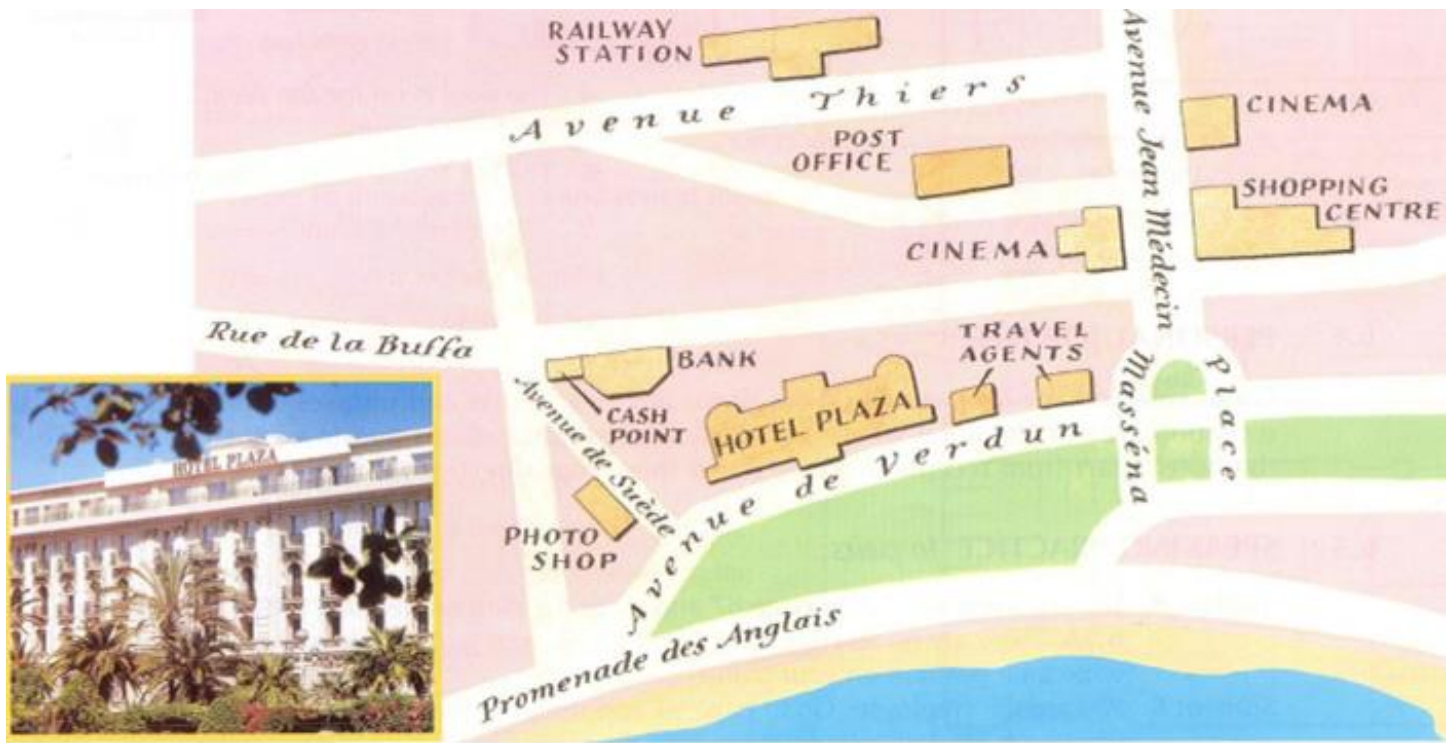 RAILWAY
STATION
Avenue Thiers
Avenue Jean Médecin
CINEMA
POST
OFFICE
SHOPPING
CENTRE
CINEMA
Rue de la Buffa
BANK
CASH
POINT
TRAVEL
AGENTS
HOTEL PLAZA
Avenue de Suède
Avenue de Verdun
Masséna
Place
PHOTO
SHOP
Promenade des Anglais
HOTEL PLAZA